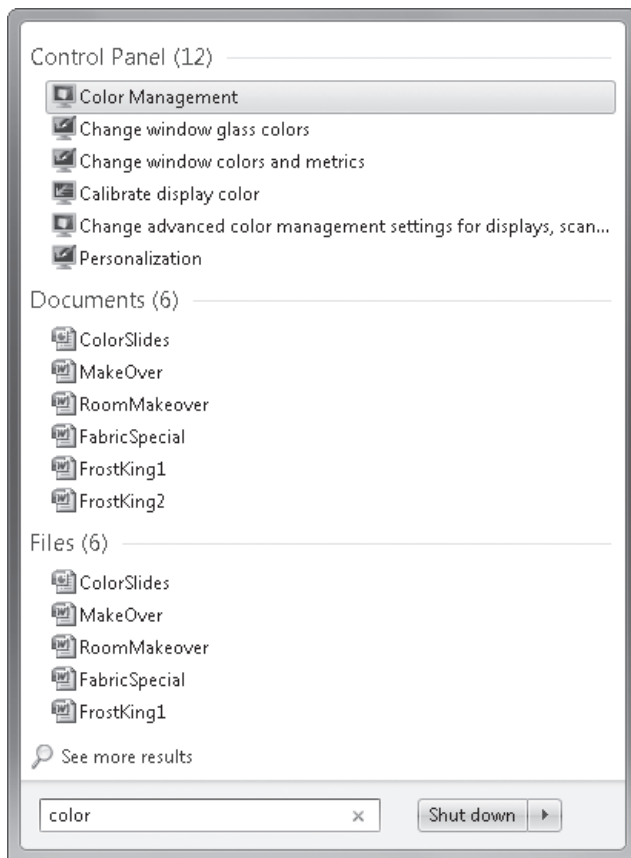 Control Panel (12)
Color Management
Change window glass colors
Change window colors and metrics
Calibrate display color
Change advanced color management settings for displays, scan...
Personalization
Documents (6)
ColorSlides
MakeOver
RoomMakeover
FabricSpecial
FrostKing1
FrostKing2
Files (6)
ColorSlides
MakeOver
RoomMakeover
FabricSpecial
FrostKing1
See more results
color
Shut down